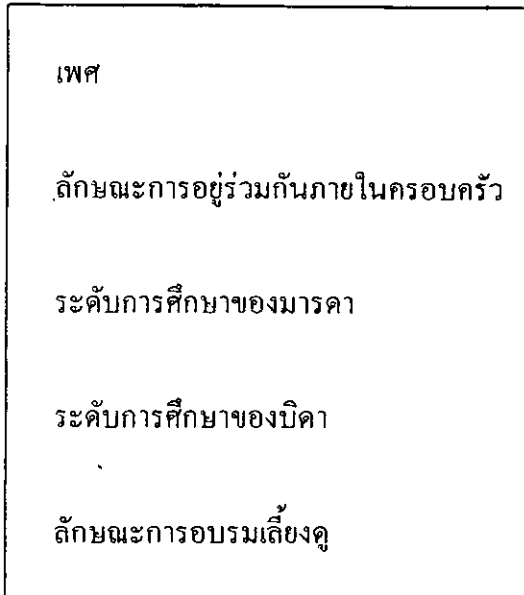 เพศ
ลักษณะการอยู่ร่วมกันภายในครอบครัว
ระดับการศึกษาของมารดา
ระดับการศึกษาของบิดา
ลักษณะการอบรมเลี้ยงดู